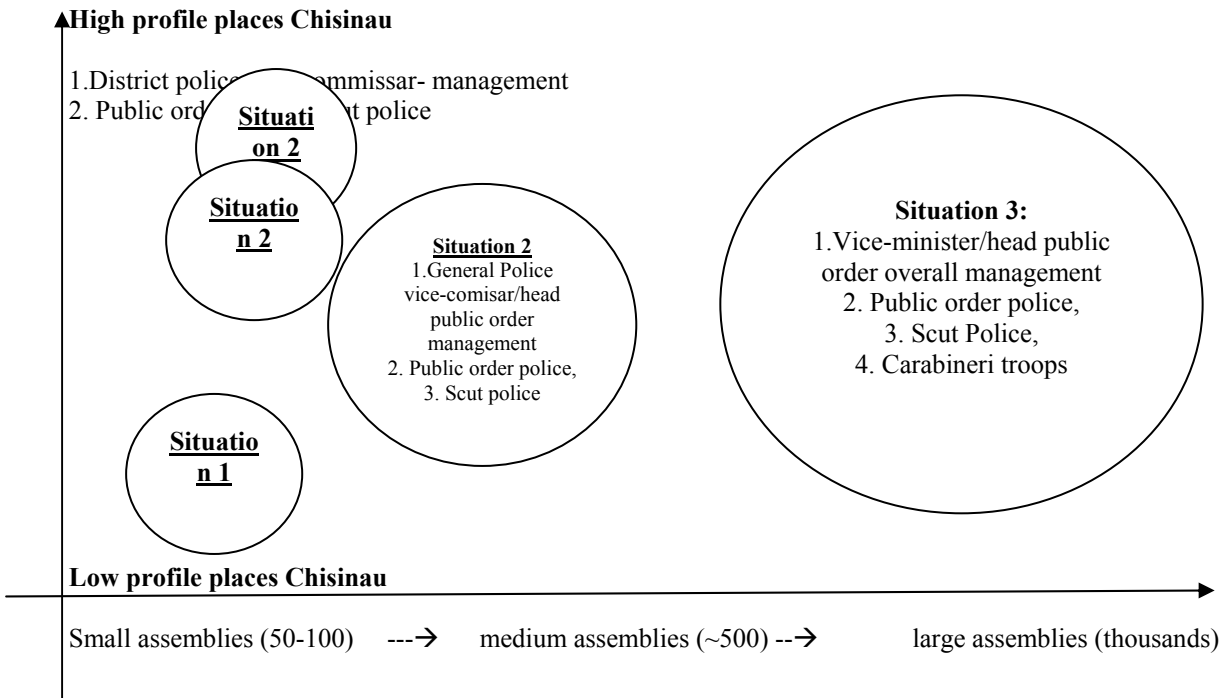 High profile places Chisinau
1.District polic ommissar- management
2. Public ord ut police
Situati
on 2
Situatio
n 2
Situation 2
1.General Police
vice-comisar/head
public order
management
2. Public order police,
3. Scut police
Situation 3:
1.Vice-minister/head public
order overall management
2. Public order police,
3. Scut Police,
4. Carabineri troops
Situatio
n 1
Low profile places Chisinau
Small assemblies (50-100) ---→ medium assemblies (~500) --→ large assemblies (thousands)